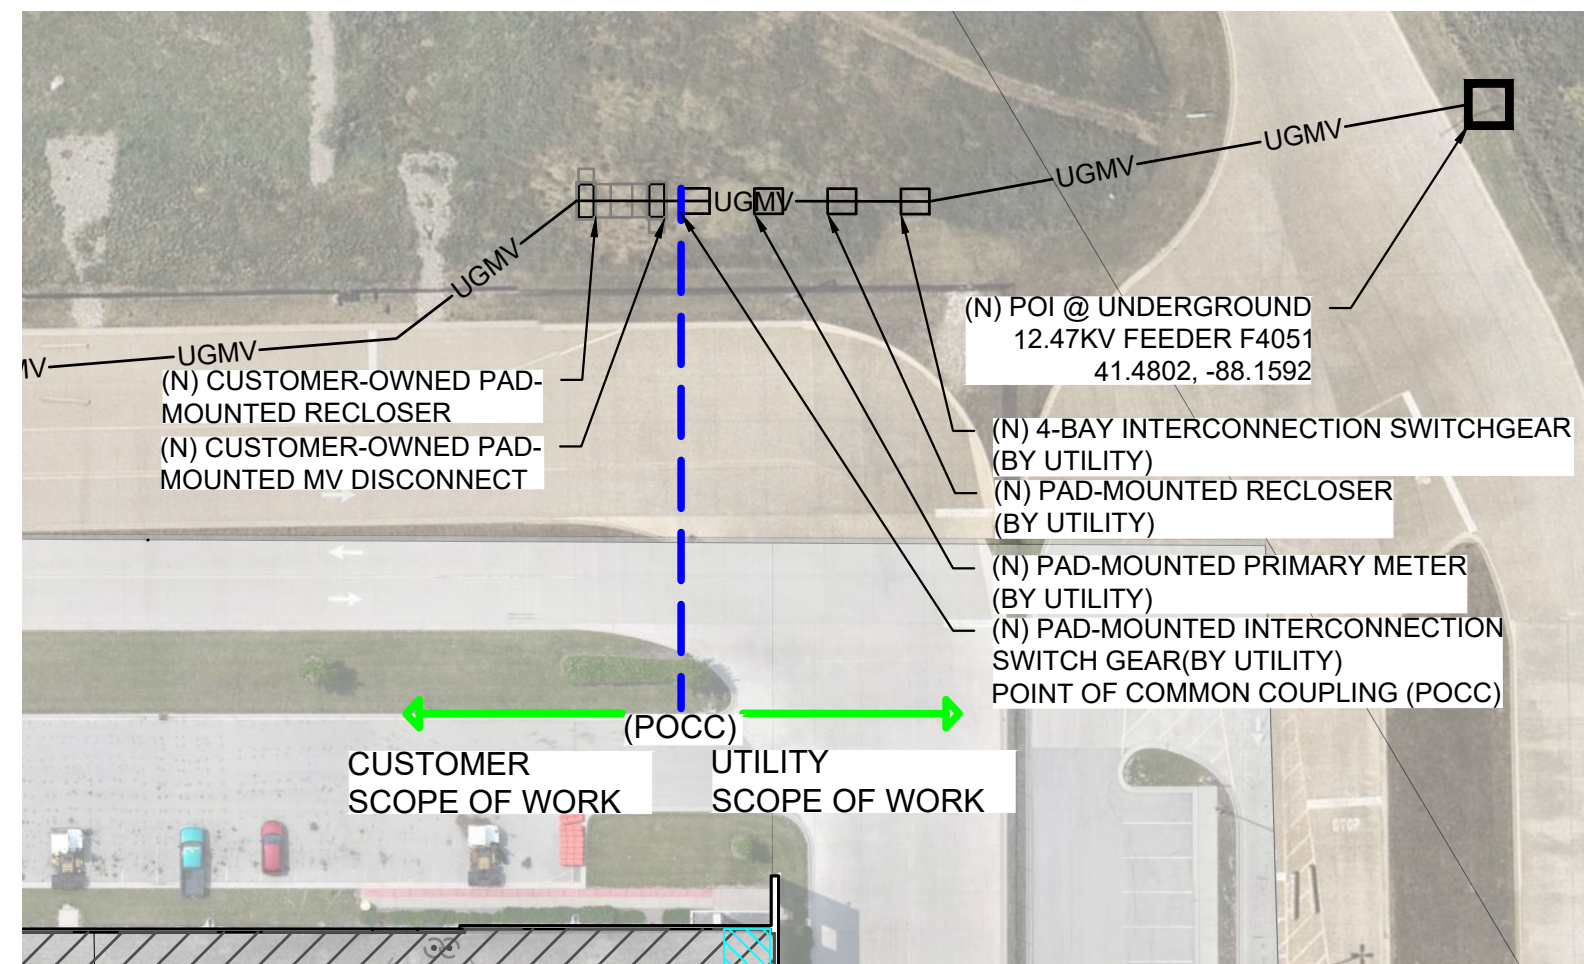 UGMV
UGMV
UGMV
UGMV
UGMV
(N) POI @ UNDERGROUND
12.47KV FEEDER F4051
41.4802, -88.1592
(N) CUSTOMER-OWNED PAD-
MOUNTED RECLOSER
(N) CUSTOMER-OWNED PAD-
MOUNTED MV DISCONNECT
(N) 4-BAY INTERCONNECTION SWITCHGEAR
(BY UTILITY)
(N) PAD-MOUNTED RECLOSER
(BY UTILITY)
(N) PAD-MOUNTED PRIMARY METER
(BY UTILITY)
(N) PAD-MOUNTED INTERCONNECTION
SWITCH GEAR(BY UTILITY)
POINT OF COMMON COUPLING (POCC)
(POCC)
CUSTOMER
SCOPE OF WORK
UTILITY
SCOPE OF WORK
STOP